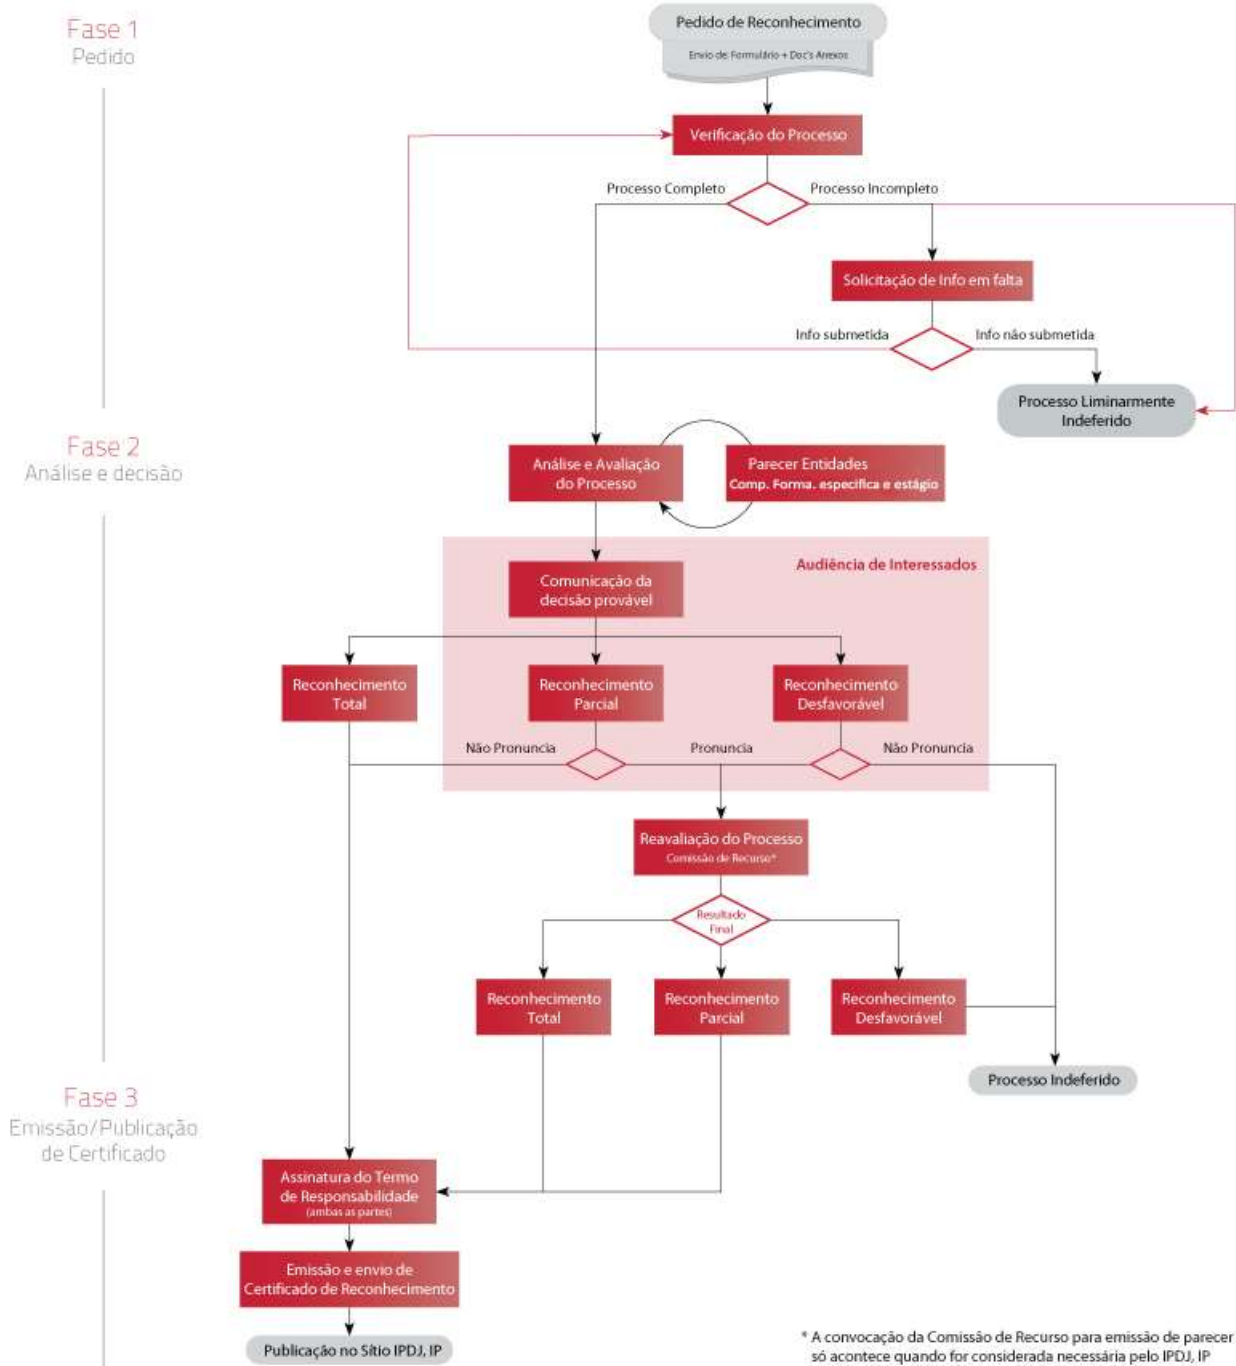 Fase 1
Pedido
Pedido de Reconhecimento
Envio de: Formulário + Doc's Anexos
Verificação do Processo
Processo Completo
Processo Incompleto
Solicitação de Info em falta
Info submetida
Info não submetida
Processo Liminarmente
Indeferido
Fase 2
Análise e decisão
Análise e Avaliação
do Processo
Parecer Entidades
Comp. Forma. especifica e estágio
Audiência de Interessados
Comunicação da
decisão provável
Reconhecimento
Total
Reconhecimento
Parcial
Reconhecimento
Desfavorável
Não Pronuncia
Pronuncia
Não Pronuncia
Reavaliação do Processo
Comissão de Recurso*
Resultado
Final
Reconhecimento
Total
Reconhecimento
Parcial
Reconhecimento
Desfavorável
Processo Indeferido
Fase 3
Emissão/Publicação
de Certificado
Assinatura do Termo
de Responsabilidade
(ambas as partes)
Emissão e envio de
Certificado de Reconhecimento
Publicação no Sítio IPDJ, IP
* A convocação da Comissão de Recurso para emissão de parecer
só acontece quando for considerada necessária pelo IPDJ, IP